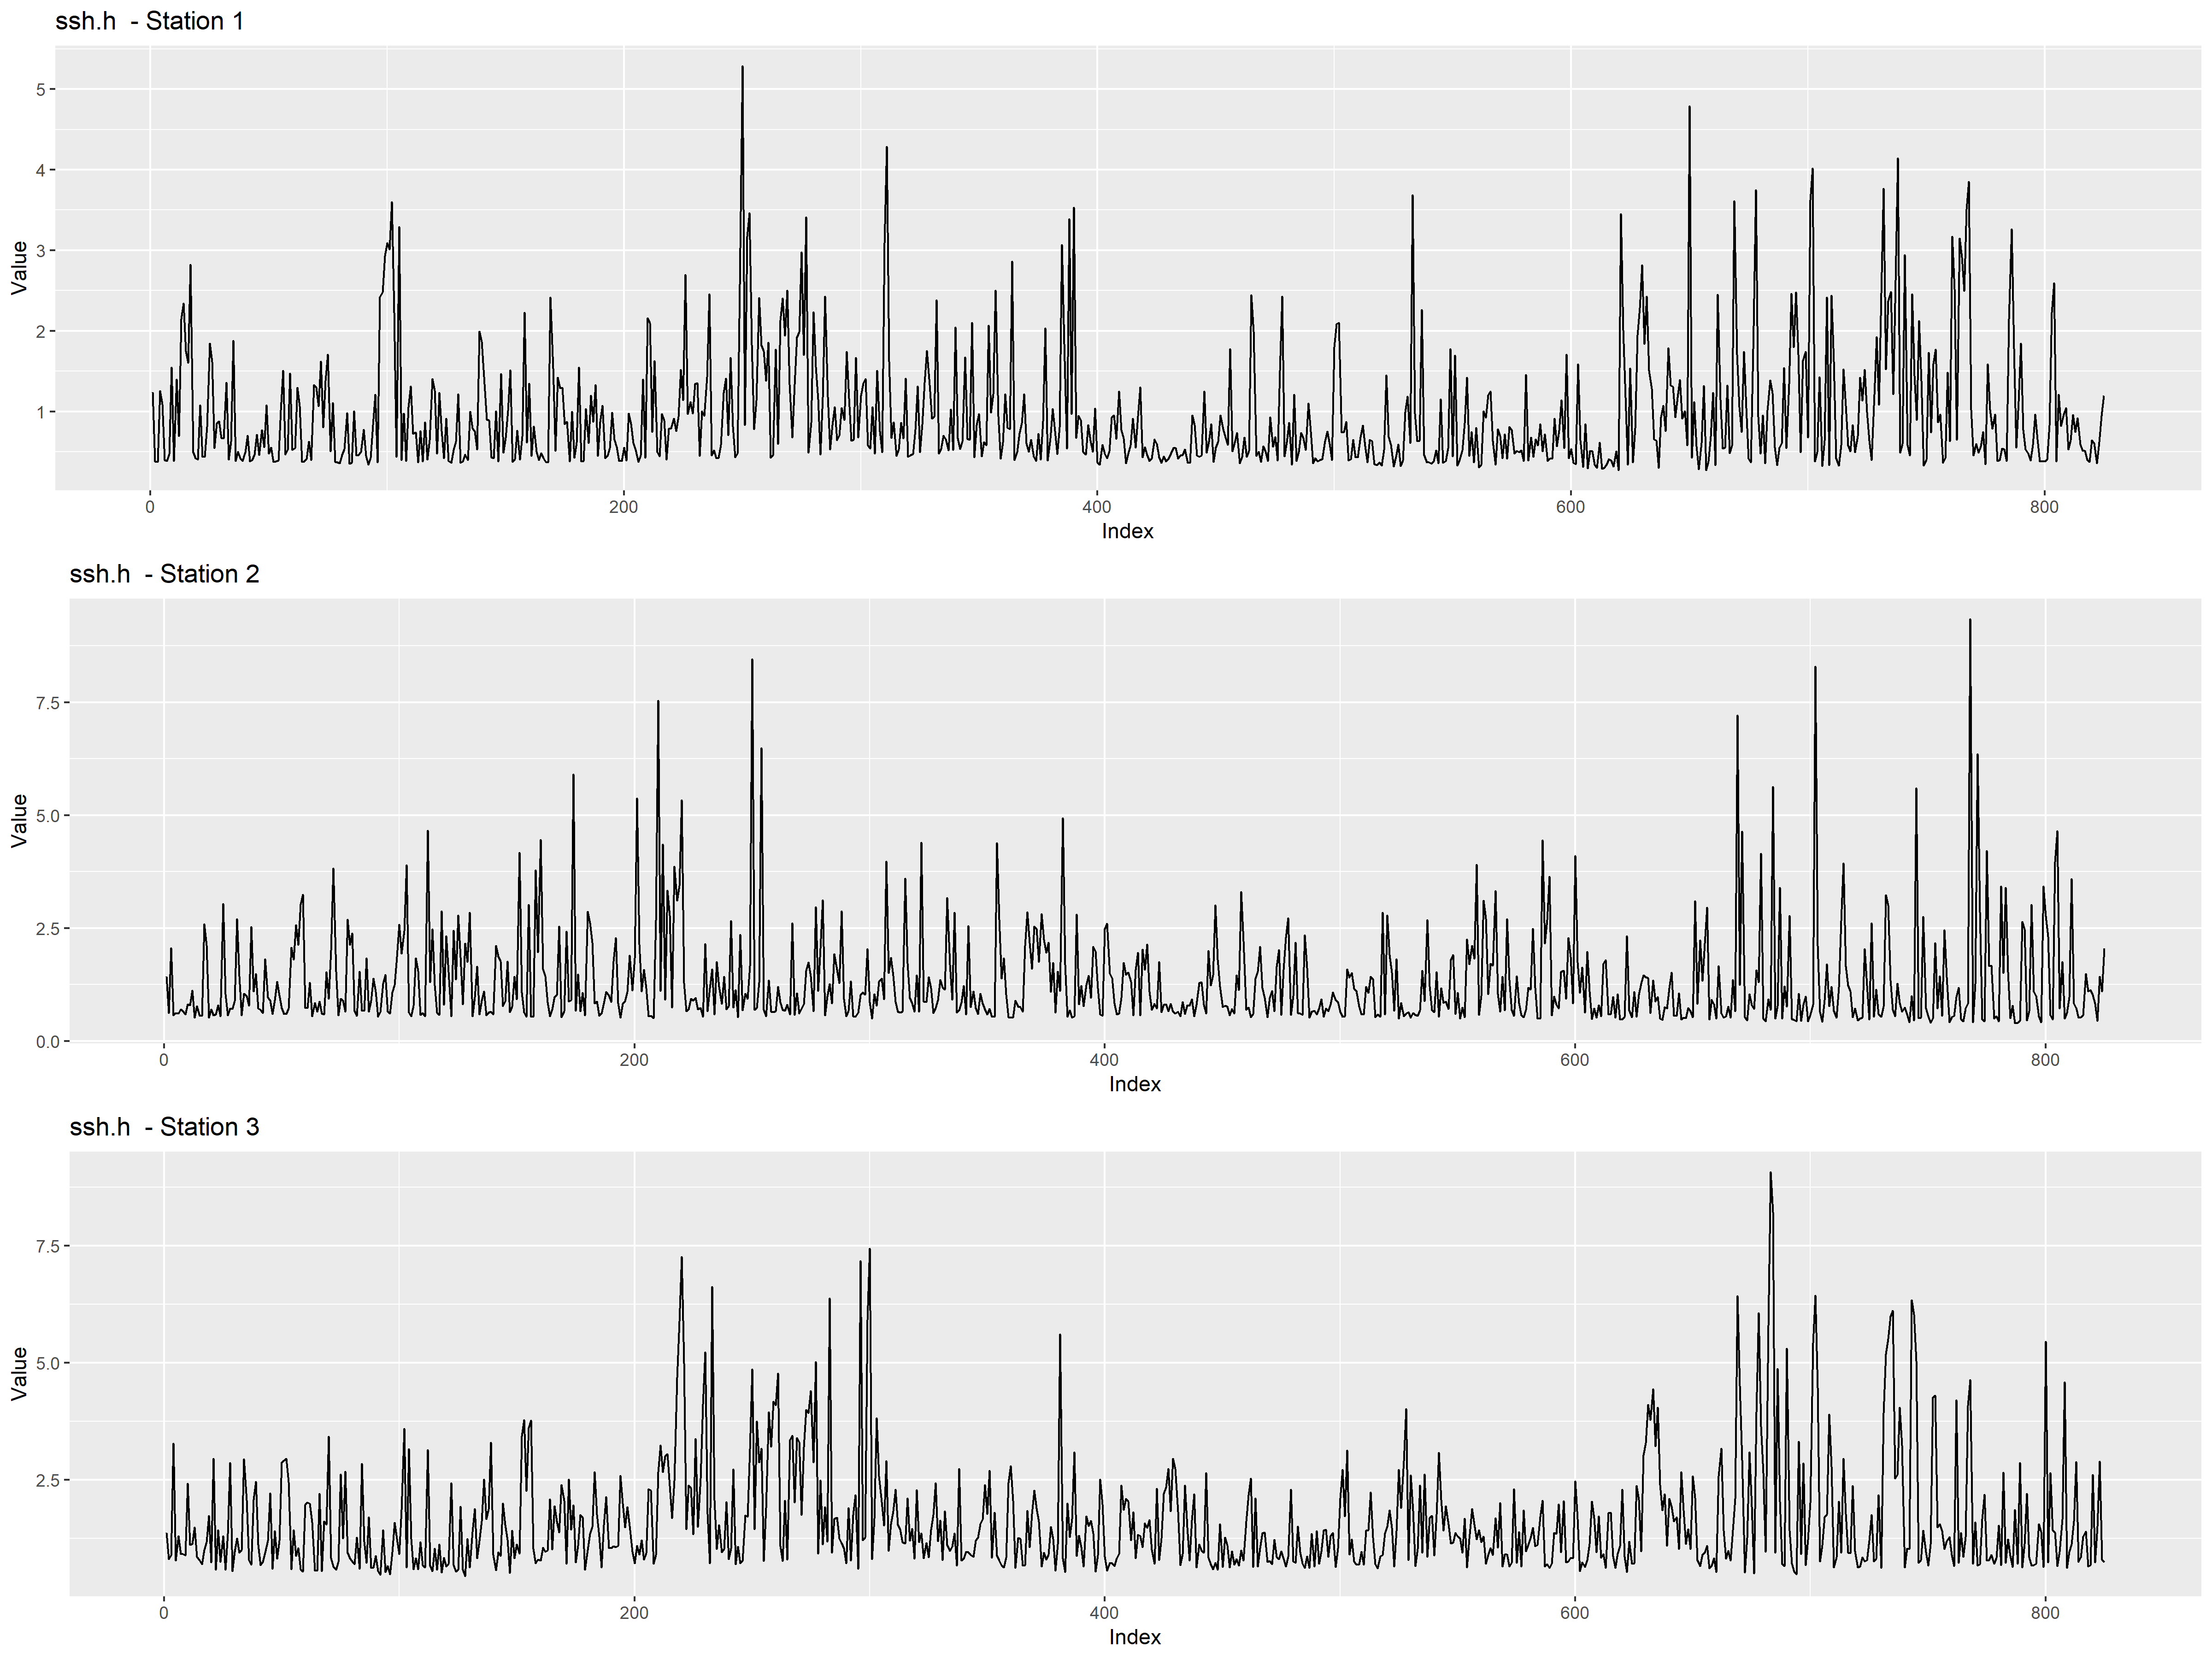 ssh.h  - Station 1
5
4
3
2
1
Value
0 200 400 600 800
Index
ssh.h  - Station 2
7.5
5.0
2.5
0.0
Value
0 200 400 600 800
Index
ssh.h  - Station 3
7.5
5.0
2.5
Value
0 200 400 600 800
Index